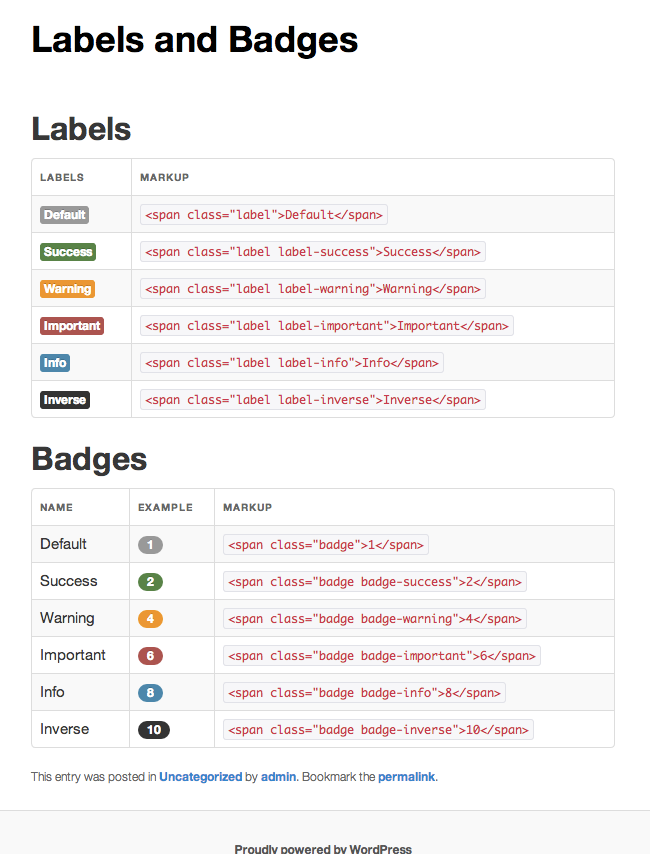 Labels and Badges
Labels
LABELS MARKUP
Default <span class="label">Default</span>
Success <span class="label label-success">Success</span>
Warning <span class="label label-warning">Warning</span>
Important <span class="label label-important">Important</span>
Info <span class="label label-info">Info</span>
Inverse <span class="label label-inverse">Inverse</span>
Badges
NAME EXAMPLE MARKUP
Default 1 <span class="badge">1</span>
Success 2 <span class="badge badge-success">2</span>
Warning 4 <span class="badge badge-warning">4</span>
Important 6 <span class="badge badge-important">6</span>
Info 8 <span class="badge badge-info">8</span>
Inverse 10 <span class="badge badge-inverse">10</span>
This entry was posted in Uncategorized by admin. Bookmark the permalink.
Proudly powered by WordPress